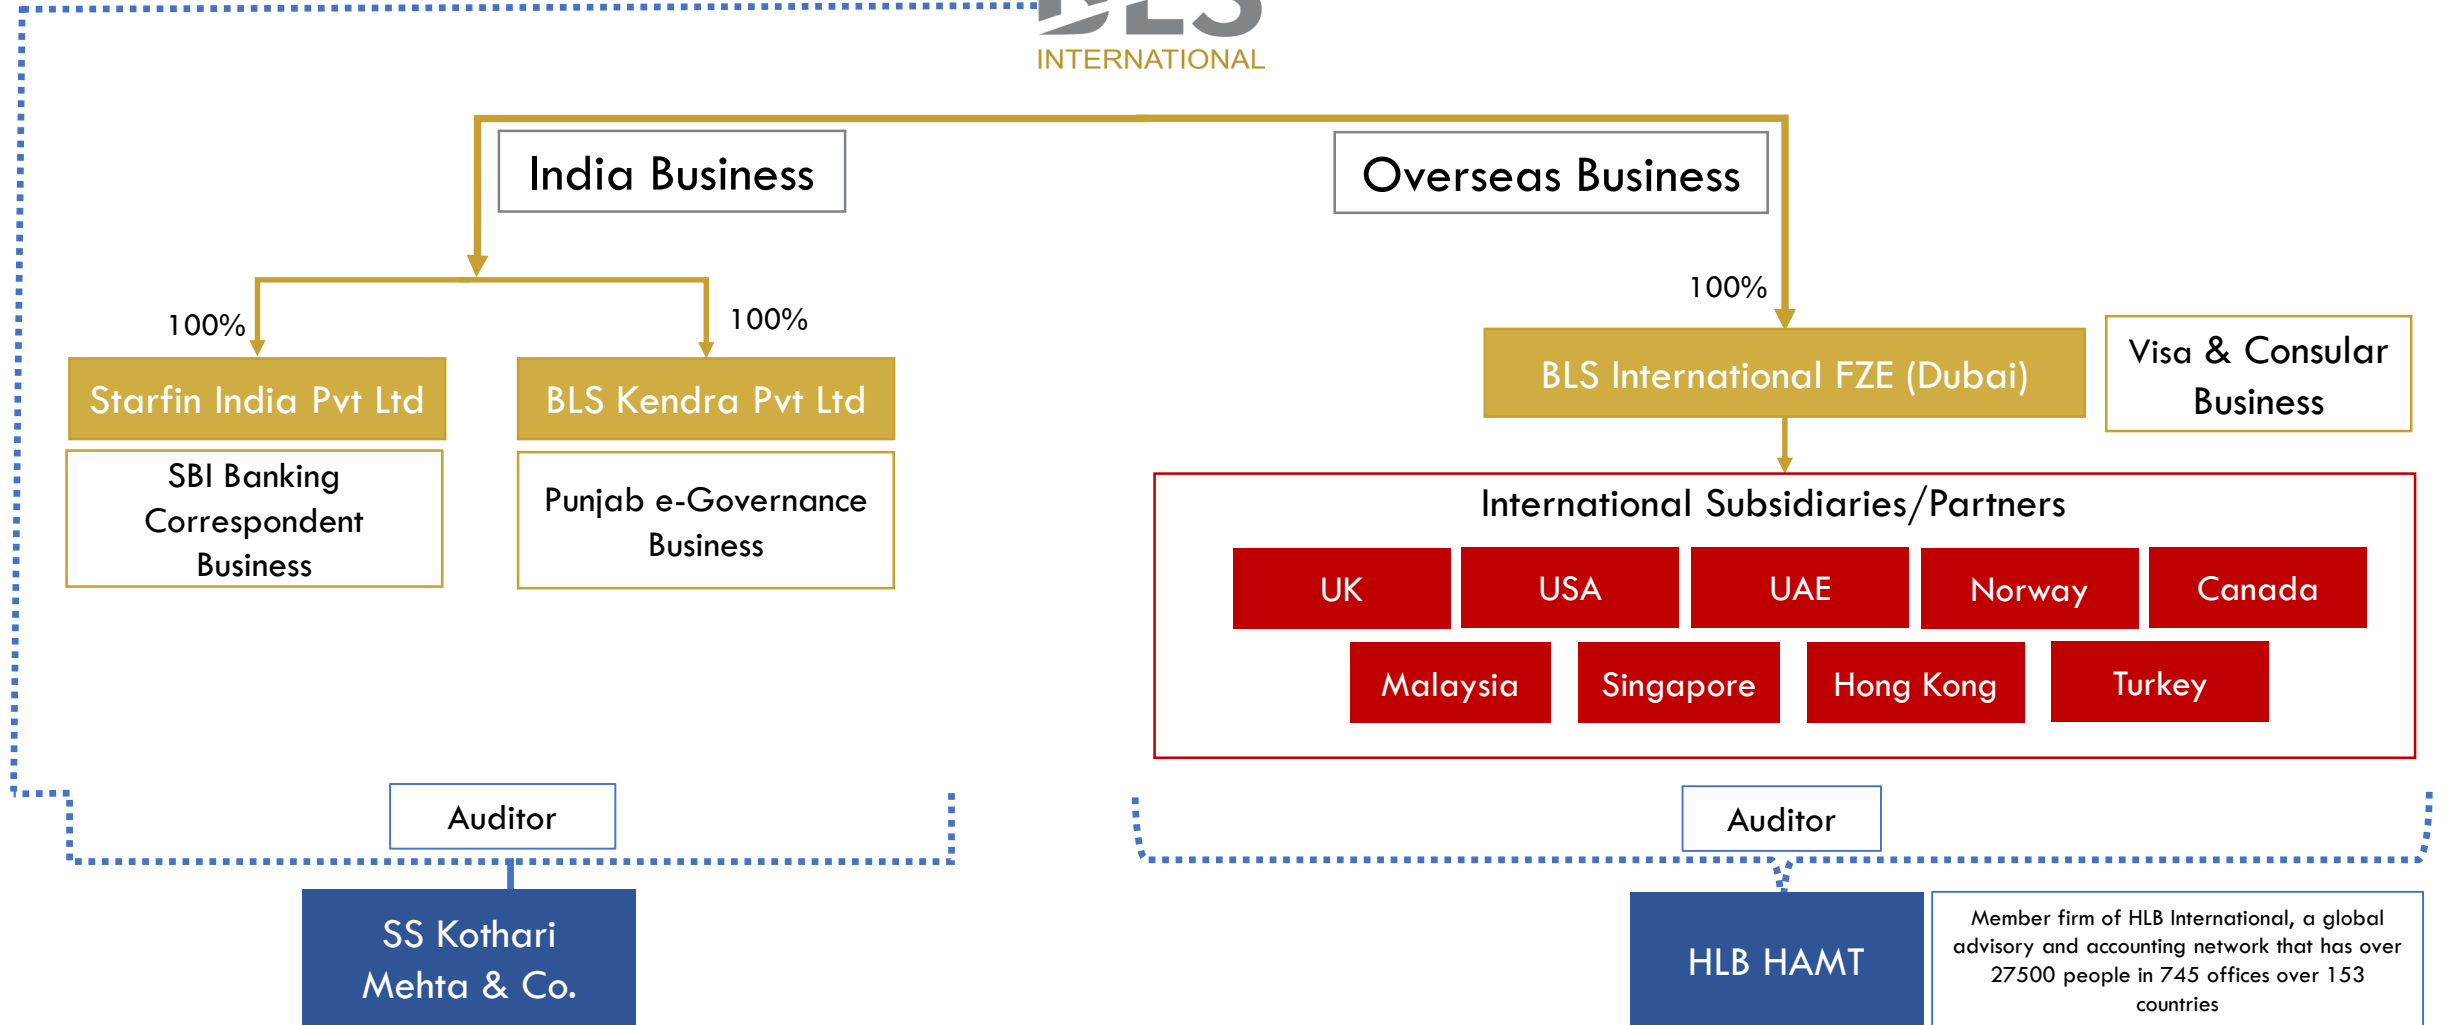 BLS
INTERNATIONAL
India Business
Overseas Business
100%
100%
100%
Starfin India Pvt Ltd
BLS Kendra Pvt Ltd
BLS International FZE (Dubai)
Visa & Consular
Business
SBI Banking
Correspondent
Business
Punjab e-Governance
Business
International Subsidiaries/Partners
UK
USA
UAE
Norway
Canada
Malaysia
Singapore
Hong Kong
Turkey
Auditor
Auditor
SS Kothari
Mehta & Co.
HLB HAMT
Member firm of HLB International, a global
advisory and accounting network that has over
27500 people in 745 offices over 153
countries